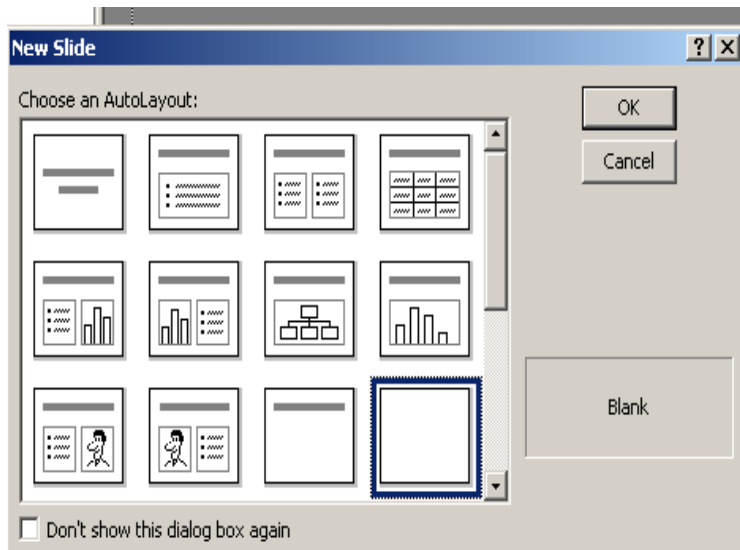 New Slide
Choose an AutoLayout:
OK
Cancel
Blank
Don't show this dialog box again